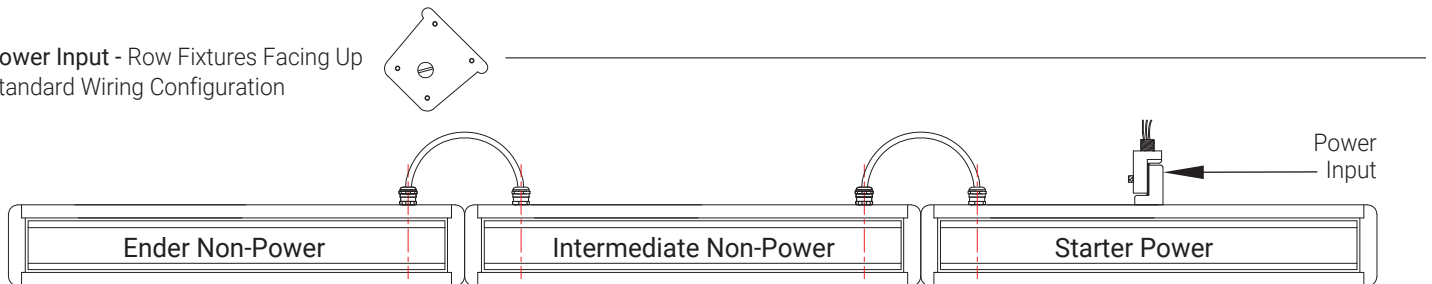 ower Input - Row Fixtures Facing Up
tandard Wiring Configuration
Power
Input
Ender Non-Power
Intermediate Non-Power
Starter Power